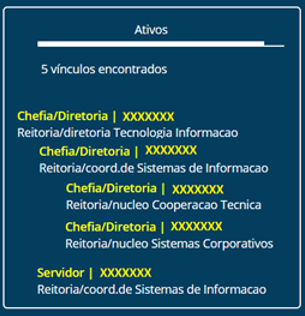 Ativos
5 vínculos encontrados
Chefia/Diretoria | XXXXXXX
Reitoria/diretoria Tecnologia Informacao
Chefia/Diretoria | XXXXXXX
Reitoria/coord.de Sistemas de Informacao
Chefia/Diretoria | XXXXXXX
Reitoria/nucleo Cooperacao Tecnica
Chefia/Diretoria | XXXXXXX
Reitoria/nucleo Sistemas Corporativos
Servidor | XXXXXXX
Reitoria/coord.de Sistemas de Informacao